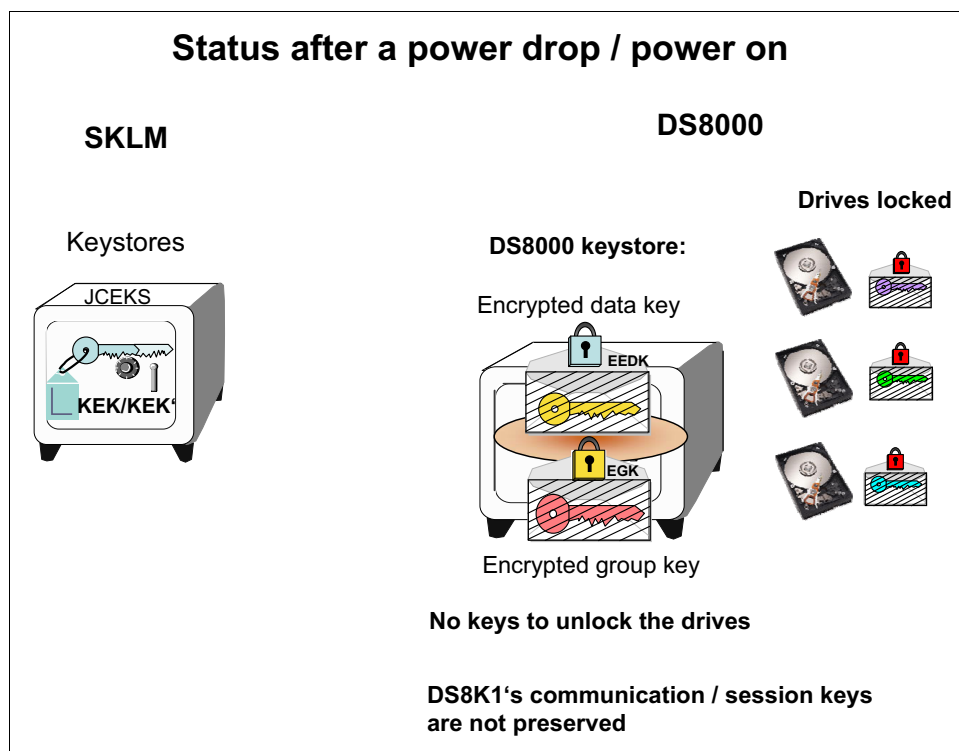 Status after a power drop / power on
SKLM
DS8000
Drives locked
Keystores
DS8000 keystore:
JCEKS
Encrypted data key
EEDK
KEK/KEK‘
EGK
Encrypted group key
No keys to unlock the drives
DS8K1‘s communication / session keys
are not preserved